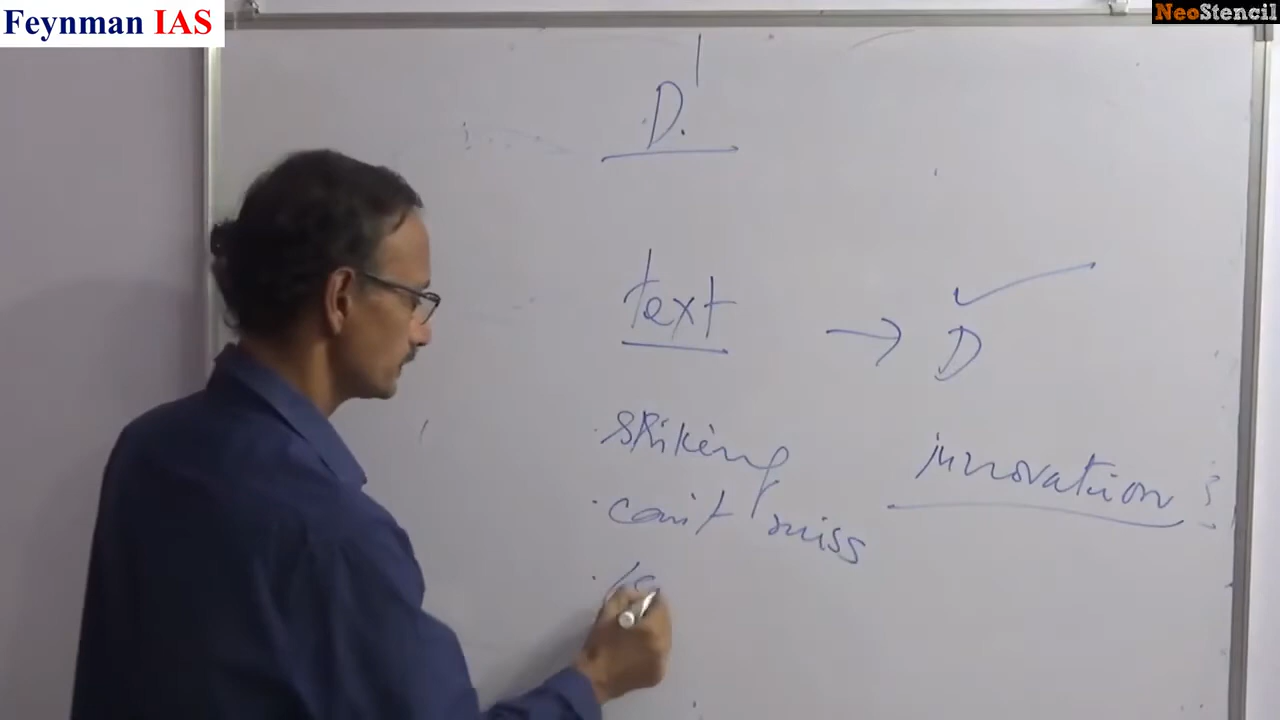 Feynman IAS
NeoStencil
D.
text → D
striking
innovation
can't miss